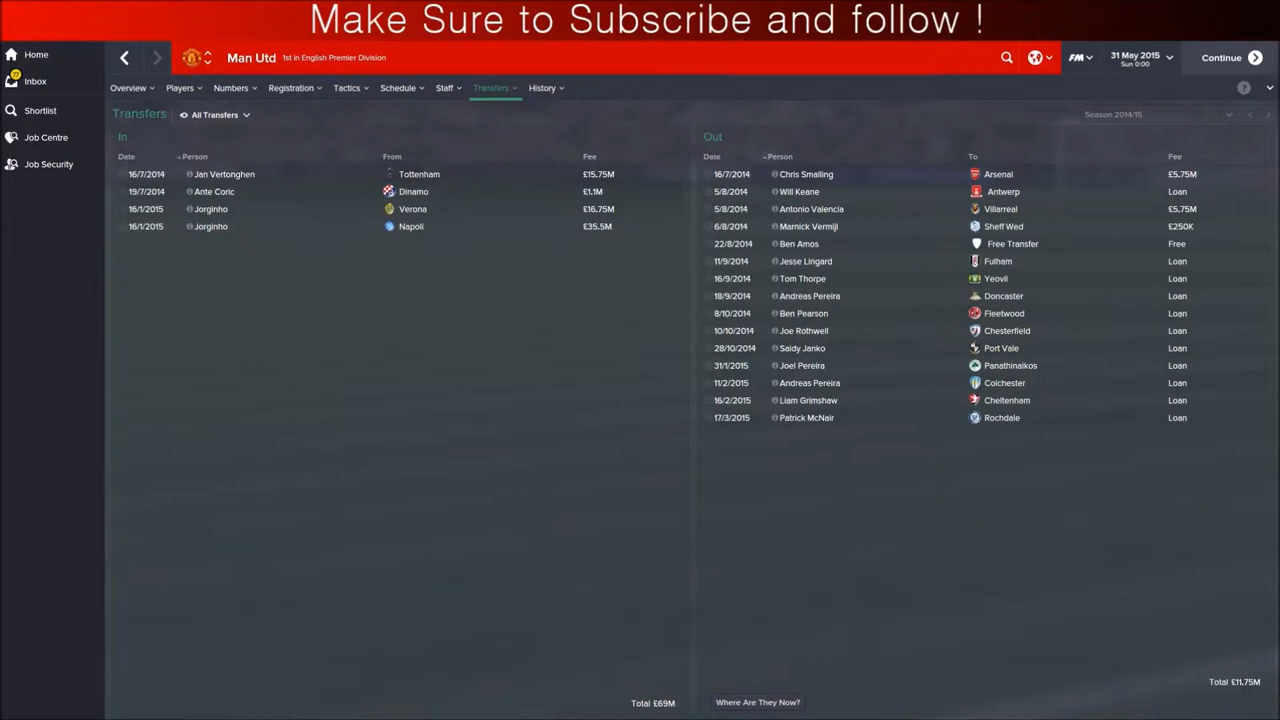 Make Sure to Subscribe and follow !
Home
Inbox
77
Shortlist
Job Centre
Job Security
Man Utd 1st in English Premier Division
FM
31 May 2015
Sun 0:00
Continue
Overview Players Numbers Registration Tactics Schedule Staff Transfers History
Transfers All Transfers
Season 2014/15
In
Date Person From Fee
16/7/2014 Jan Vertonghen Tottenham £15.75M
19/7/2014 Ante Coric Dinamo £1.1M
16/1/2015 Jorginho Verona £16.75M
16/1/2015 Jorginho Napoli £35.5M
Total £69M
Out
Date Person To Fee
16/7/2014 Chris Smalling Arsenal £5.75M
5/8/2014 Will Keane Antwerp Loan
5/8/2014 Antonio Valencia Villarreal £5.75M
6/8/2014 Marnick Vermijl Sheff Wed £250K
22/8/2014 Ben Amos Free Transfer Free
11/9/2014 Jesse Lingard Fulham Loan
16/9/2014 Tom Thorpe Yeovil Loan
18/9/2014 Andreas Pereira Doncaster Loan
8/10/2014 Ben Pearson Fleetwood Loan
10/10/2014 Joe Rothwell Chesterfield Loan
28/10/2014 Saidy Janko Port Vale Loan
31/1/2015 Joel Pereira Panathinaikos Loan
11/2/2015 Andreas Pereira Colchester Loan
16/2/2015 Liam Grimshaw Cheltenham Loan
17/3/2015 Patrick McNair Rochdale Loan
Total £11.75M
Where Are They Now?